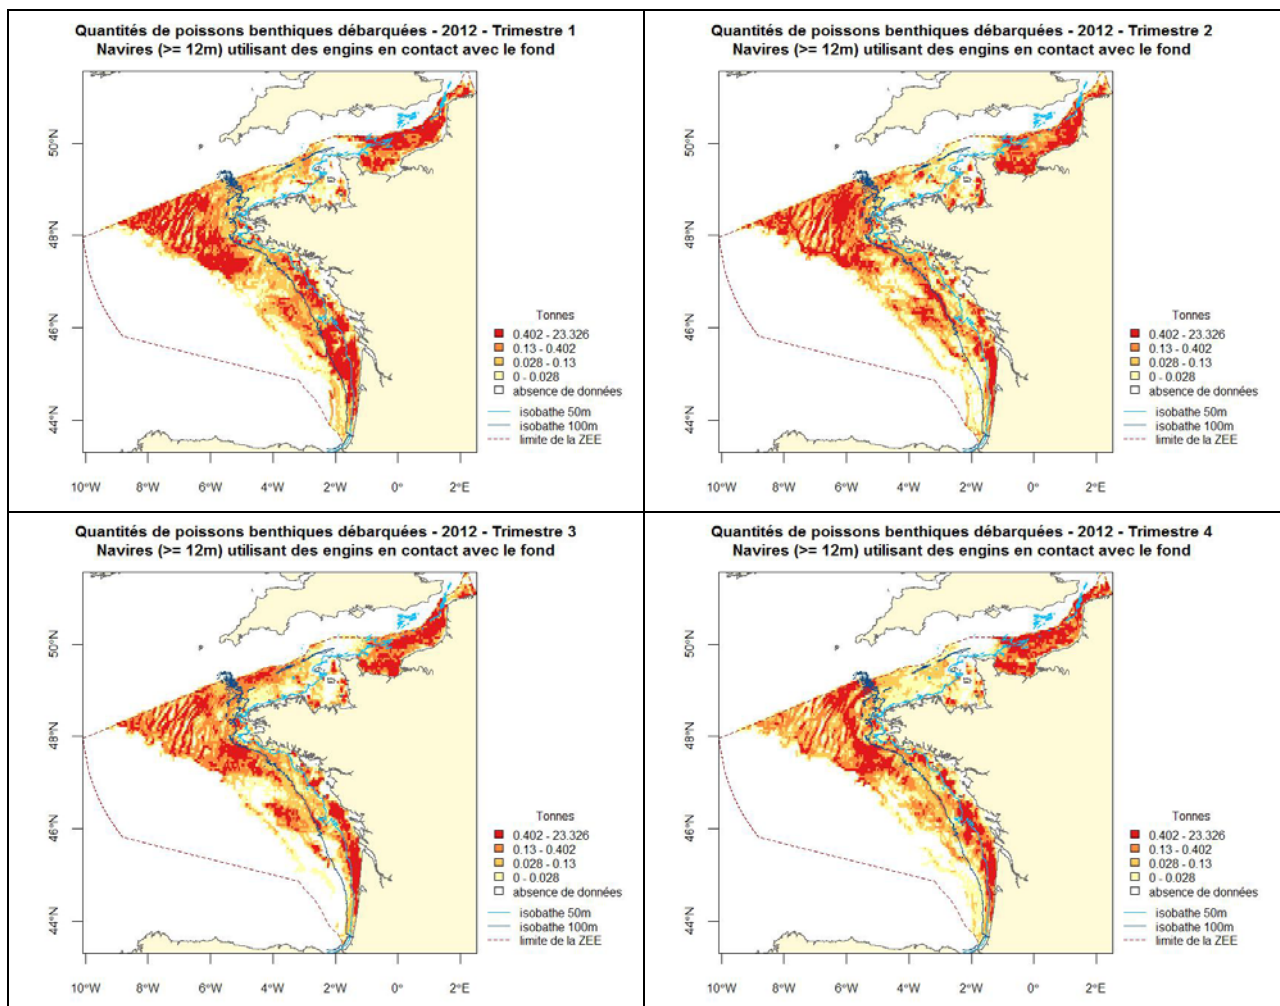 Quantités de poissons benthiques débarquées - 2012 - Trimestre 1
Navires (>= 12m) utilisant des engins en contact avec le fond
50°N
48°N
46°N
44°N
10°W
8°W
6°W
4°W
2°W
0°
2°E
Tonnes
0.402 - 23.326
0.13 - 0.402
0.028 - 0.13
0 - 0.028
absence de données
isobathe 50m
isobathe 100m
limite de la ZEE
Quantités de poissons benthiques débarquées - 2012 - Trimestre 2
Navires (>= 12m) utilisant des engins en contact avec le fond
50°N
48°N
46°N
44°N
10°W
8°W
6°W
4°W
2°W
0°
2°E
Tonnes
0.402 - 23.326
0.13 - 0.402
0.028 - 0.13
0 - 0.028
absence de données
isobathe 50m
isobathe 100m
limite de la ZEE
Quantités de poissons benthiques débarquées - 2012 - Trimestre 3
Navires (>= 12m) utilisant des engins en contact avec le fond
50°N
48°N
46°N
44°N
10°W
8°W
6°W
4°W
2°W
0°
2°E
Tonnes
0.402 - 23.326
0.13 - 0.402
0.028 - 0.13
0 - 0.028
absence de données
isobathe 50m
isobathe 100m
limite de la ZEE
Quantités de poissons benthiques débarquées - 2012 - Trimestre 4
Navires (>= 12m) utilisant des engins en contact avec le fond
50°N
48°N
46°N
44°N
10°W
8°W
6°W
4°W
2°W
0°
2°E
Tonnes
0.402 - 23.326
0.13 - 0.402
0.028 - 0.13
0 - 0.028
absence de données
isobathe 50m
isobathe 100m
limite de la ZEE